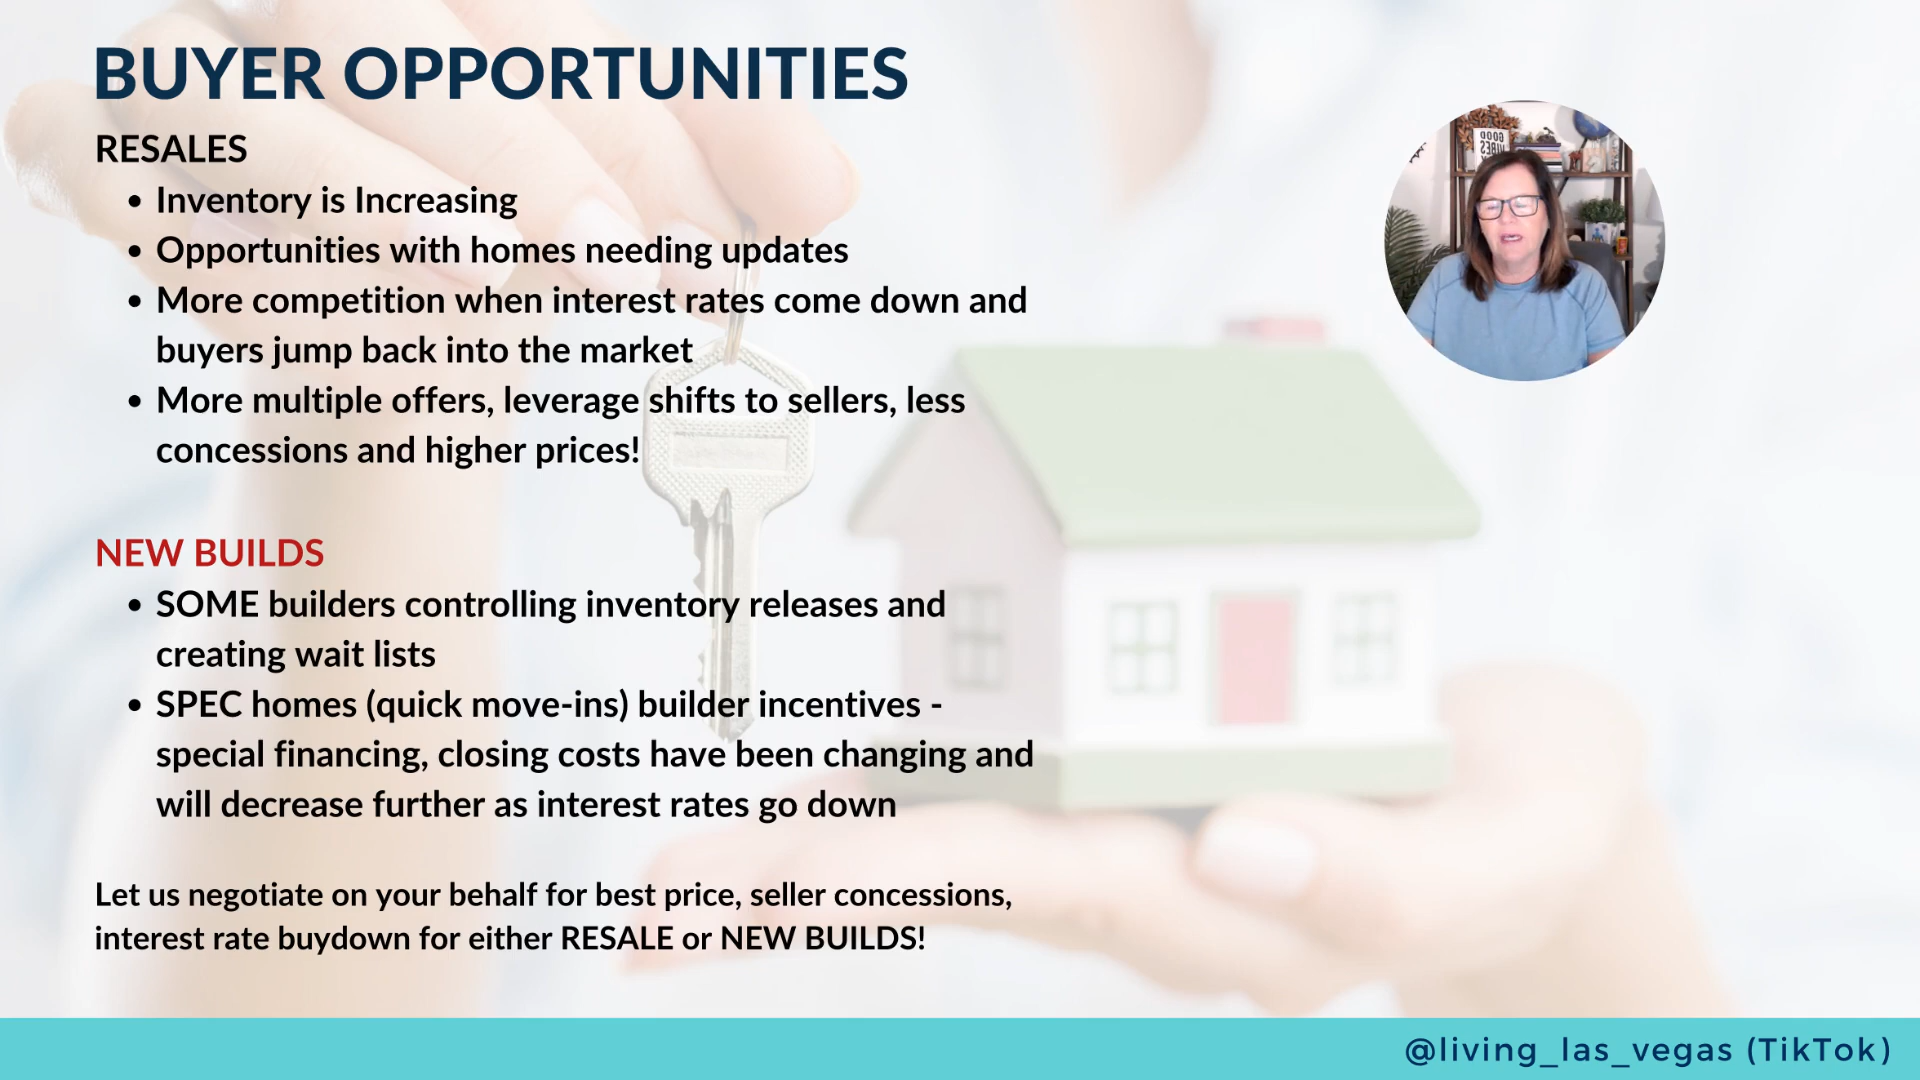 BUYER OPPORTUNITIES
RESALES
• Inventory is Increasing
• Opportunities with homes needing updates
• More competition when interest rates come down and
buyers jump back into the market
• More multiple offers, leverage shifts to sellers, less
concessions and higher prices!
GOOD
VIBES
NEW BUILDS
• SOME builders controlling inventory releases and
creating wait lists
• SPEC homes (quick move-ins) builder incentives -
special financing, closing costs have been changing and
will decrease further as interest rates go down
Let us negotiate on your behalf for best price, seller concessions,
interest rate buydown for either RESALE or NEW BUILDS!
@living_las_vegas (TikTok)